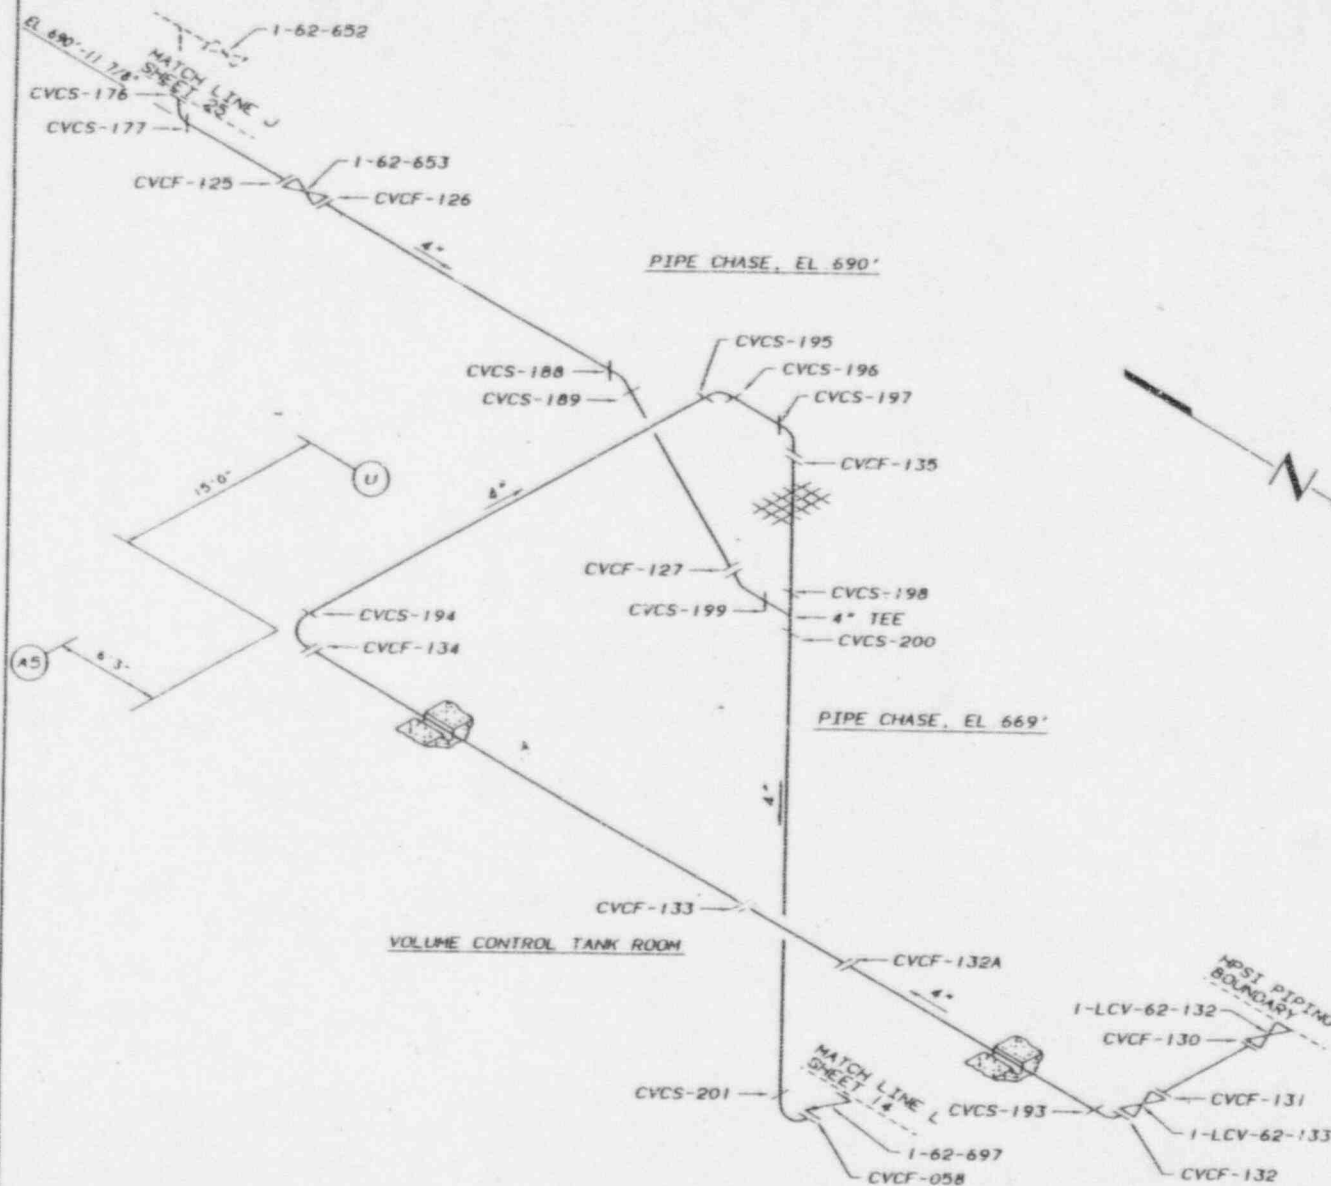 1-62-652
EL 690'-11 7/8"
MATCH LINE J
SHEET 25
CVCS-176
CVCS-177
1-62-653
CVCF-125
CVCF-126
4"
PIPE CHASE, EL 690'
CVCS-195
CVCS-188
CVCS-196
CVCS-189
CVCS-197
CVCF-135
U
15'-0"
4"
N
CVCF-127
CVCS-198
CVCS-199
4" TEE
CVCS-194
CVCS-200
CVCF-134
A5
6'-3"
PIPE CHASE, EL 669'
4"
CVCF-133
VOLUME CONTROL TANK ROOM
CVCF-132A
4"
HPSI PIPING
BOUNDARY
1-LCV-62-132
CVCF-130
MATCH LINE L
SHEET 14
CVCS-201
CVCS-193
CVCF-131
1-LCV-62-133
1-62-697
CVCF-058
CVCF-132